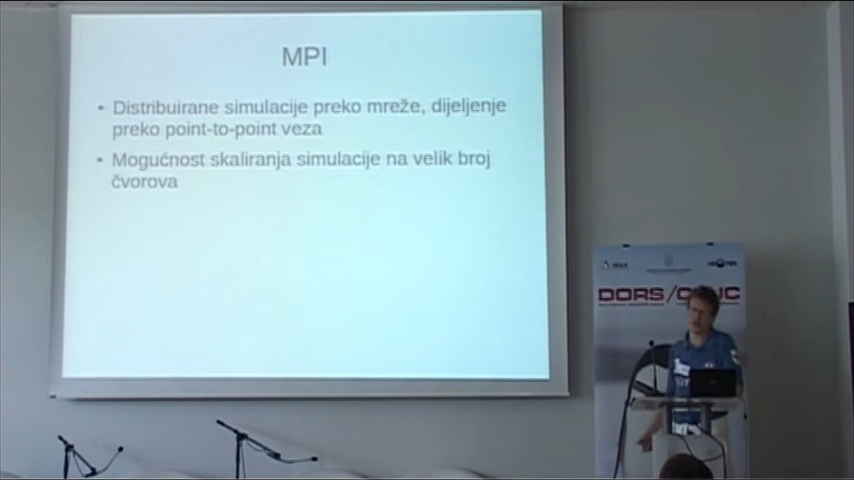 MPI
• Distribuirane simulacije preko mreže, dijeljenje
preko point-to-point veza
• Mogućnost skaliranja simulacije na velik broj
čvorova
DORS/